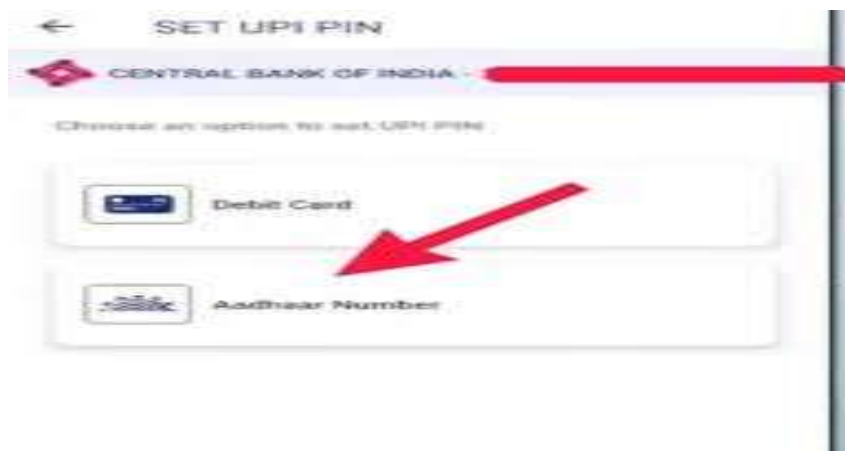 SET UPI PIN
CENTRAL BANK OF INDIA -
Choose an option to set UPI PIN
Debit Card
Aadhaar Number